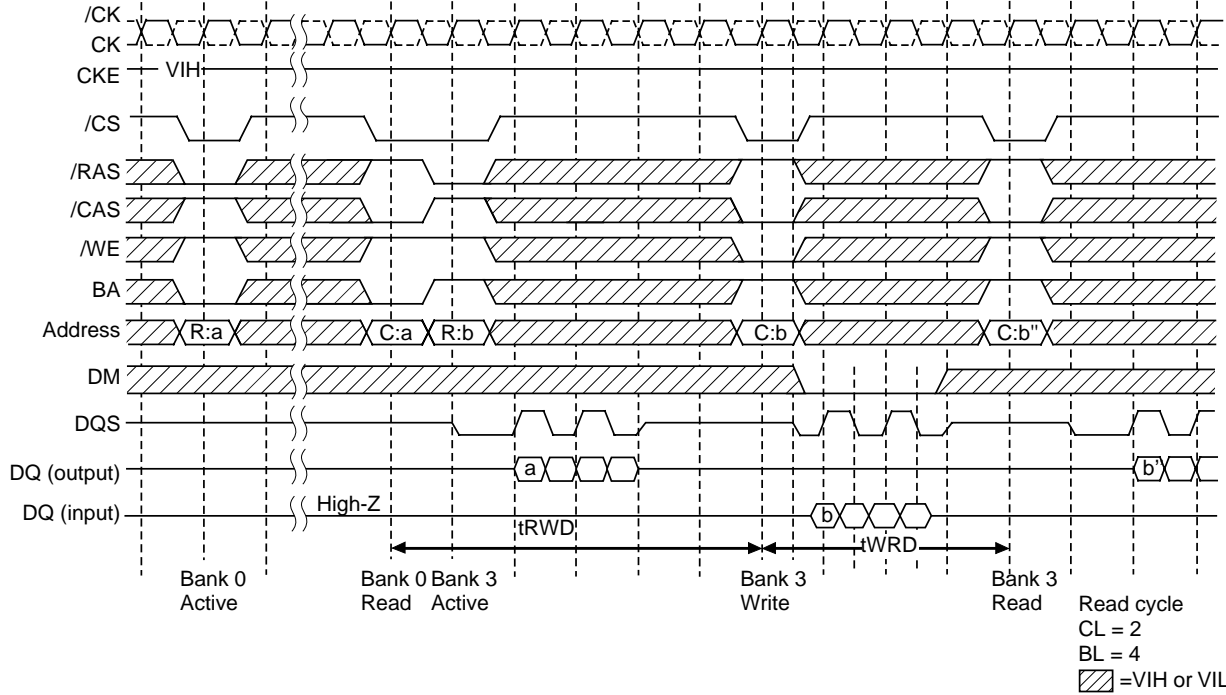 /CK
CK
CKE
VIH
/CS
/RAS
/CAS
/WE
BA
Address
R:a
C:a
R:b
C:b
C:b''
DM
DQS
DQ (output)
a
b'
DQ (input)
High-Z
b
tRWD
tWRD
Bank 0
Active
Bank 0
Read
Bank 3
Active
Bank 3
Write
Bank 3
Read
Read cycle
CL = 2
BL = 4
=VIH or VIL